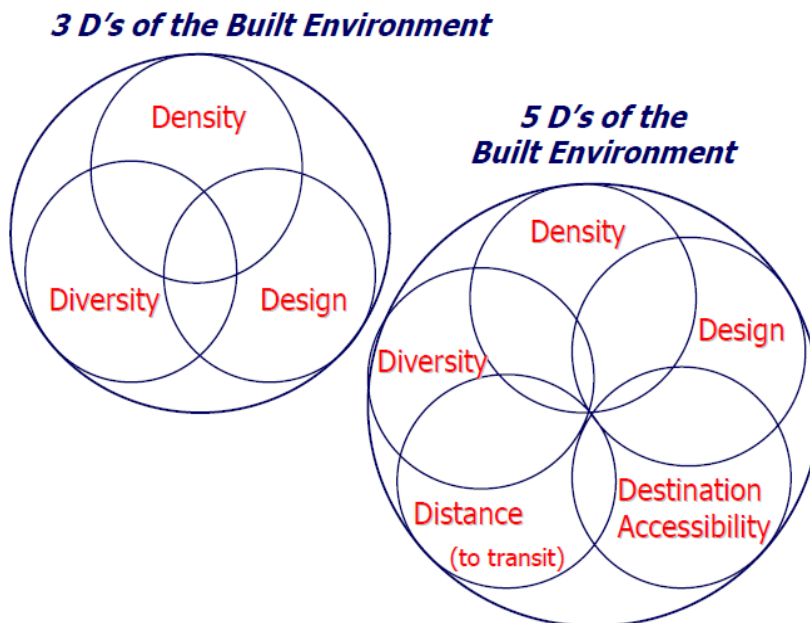 3 D's of the Built Environment
Density
Diversity
Design
5 D's of the
Built Environment
Density
Design
Diversity
Distance
(to transit)
Destination
Accessibility